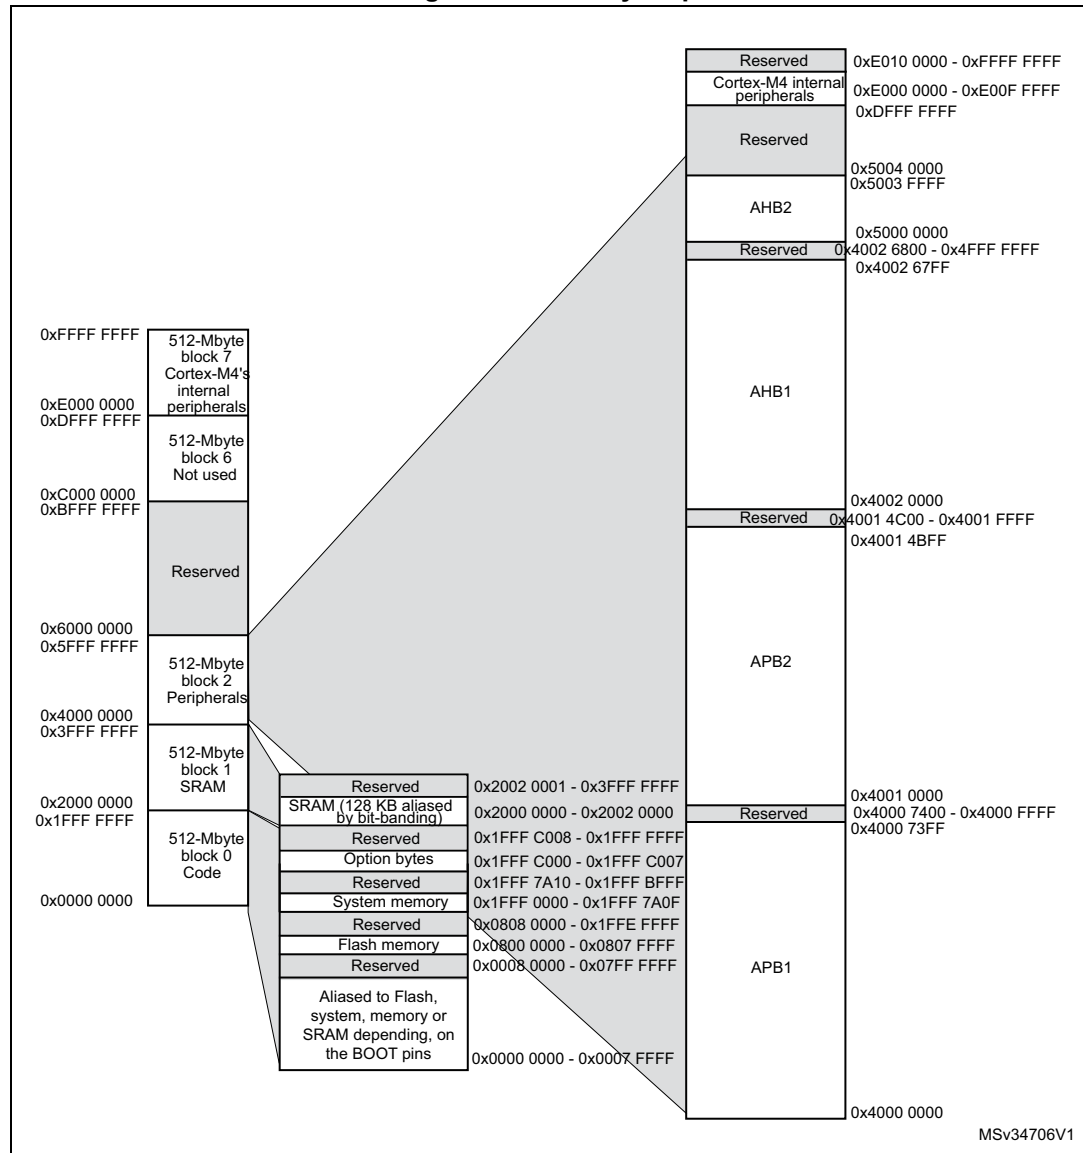 0xFFFF FFFF
512-Mbyte
block 7
Cortex-M4's
internal
peripherals
0xE000 0000
0xDFFF FFFF
512-Mbyte
block 6
Not used
0xC000 0000
0xBFFF FFFF
Reserved
0x6000 0000
0x5FFF FFFF
512-Mbyte
block 2
Peripherals
0x4000 0000
0x3FFF FFFF
512-Mbyte
block 1
SRAM
0x2000 0000
0x1FFF FFFF
512-Mbyte
block 0
Code
0x0000 0000
Reserved 0x2002 0001 - 0x3FFF FFFF
SRAM (128 KB aliased
by bit-banding) 0x2000 0000 - 0x2002 0000
Reserved 0x1FFF C008 - 0x1FFF FFFF
Option bytes 0x1FFF C000 - 0x1FFF C007
Reserved 0x1FFF 7A10 - 0x1FFF BFFF
System memory 0x1FFF 0000 - 0x1FFF 7A0F
Reserved 0x0808 0000 - 0x1FFE FFFF
Flash memory 0x0800 0000 - 0x0807 FFFF
Reserved 0x0008 0000 - 0x07FF FFFF
Aliased to Flash,
system, memory or
SRAM depending, on
the BOOT pins 0x0000 0000 - 0x0007 FFFF
Reserved 0xE010 0000 - 0xFFFF FFFF
Cortex-M4 internal
peripherals 0xE000 0000 - 0xE00F FFFF
0xDFFF FFFF
Reserved
0x5004 0000
0x5003 FFFF
AHB2
0x5000 0000
Reserved 0x4002 6800 - 0x4FFF FFFF
0x4002 67FF
AHB1
0x4002 0000
Reserved 0x4001 4C00 - 0x4001 FFFF
0x4001 4BFF
APB2
0x4001 0000
Reserved 0x4000 7400 - 0x4000 FFFF
0x4000 73FF
APB1
0x4000 0000
MSv34706V1